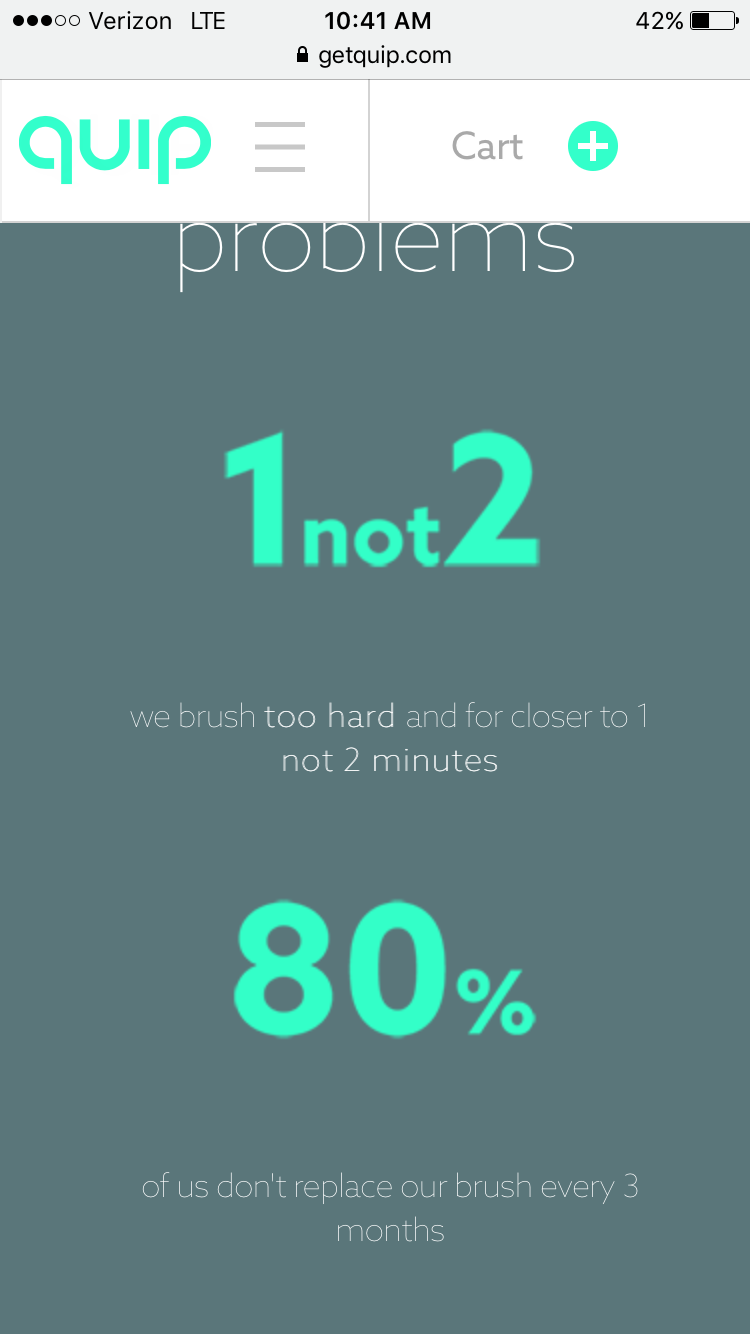 Verizon LTE 10:41 AM 42%
getquip.com
quip Cart
problems
1not2
we brush too hard and for closer to 1
not 2 minutes
80%
of us don't replace our brush every 3
months